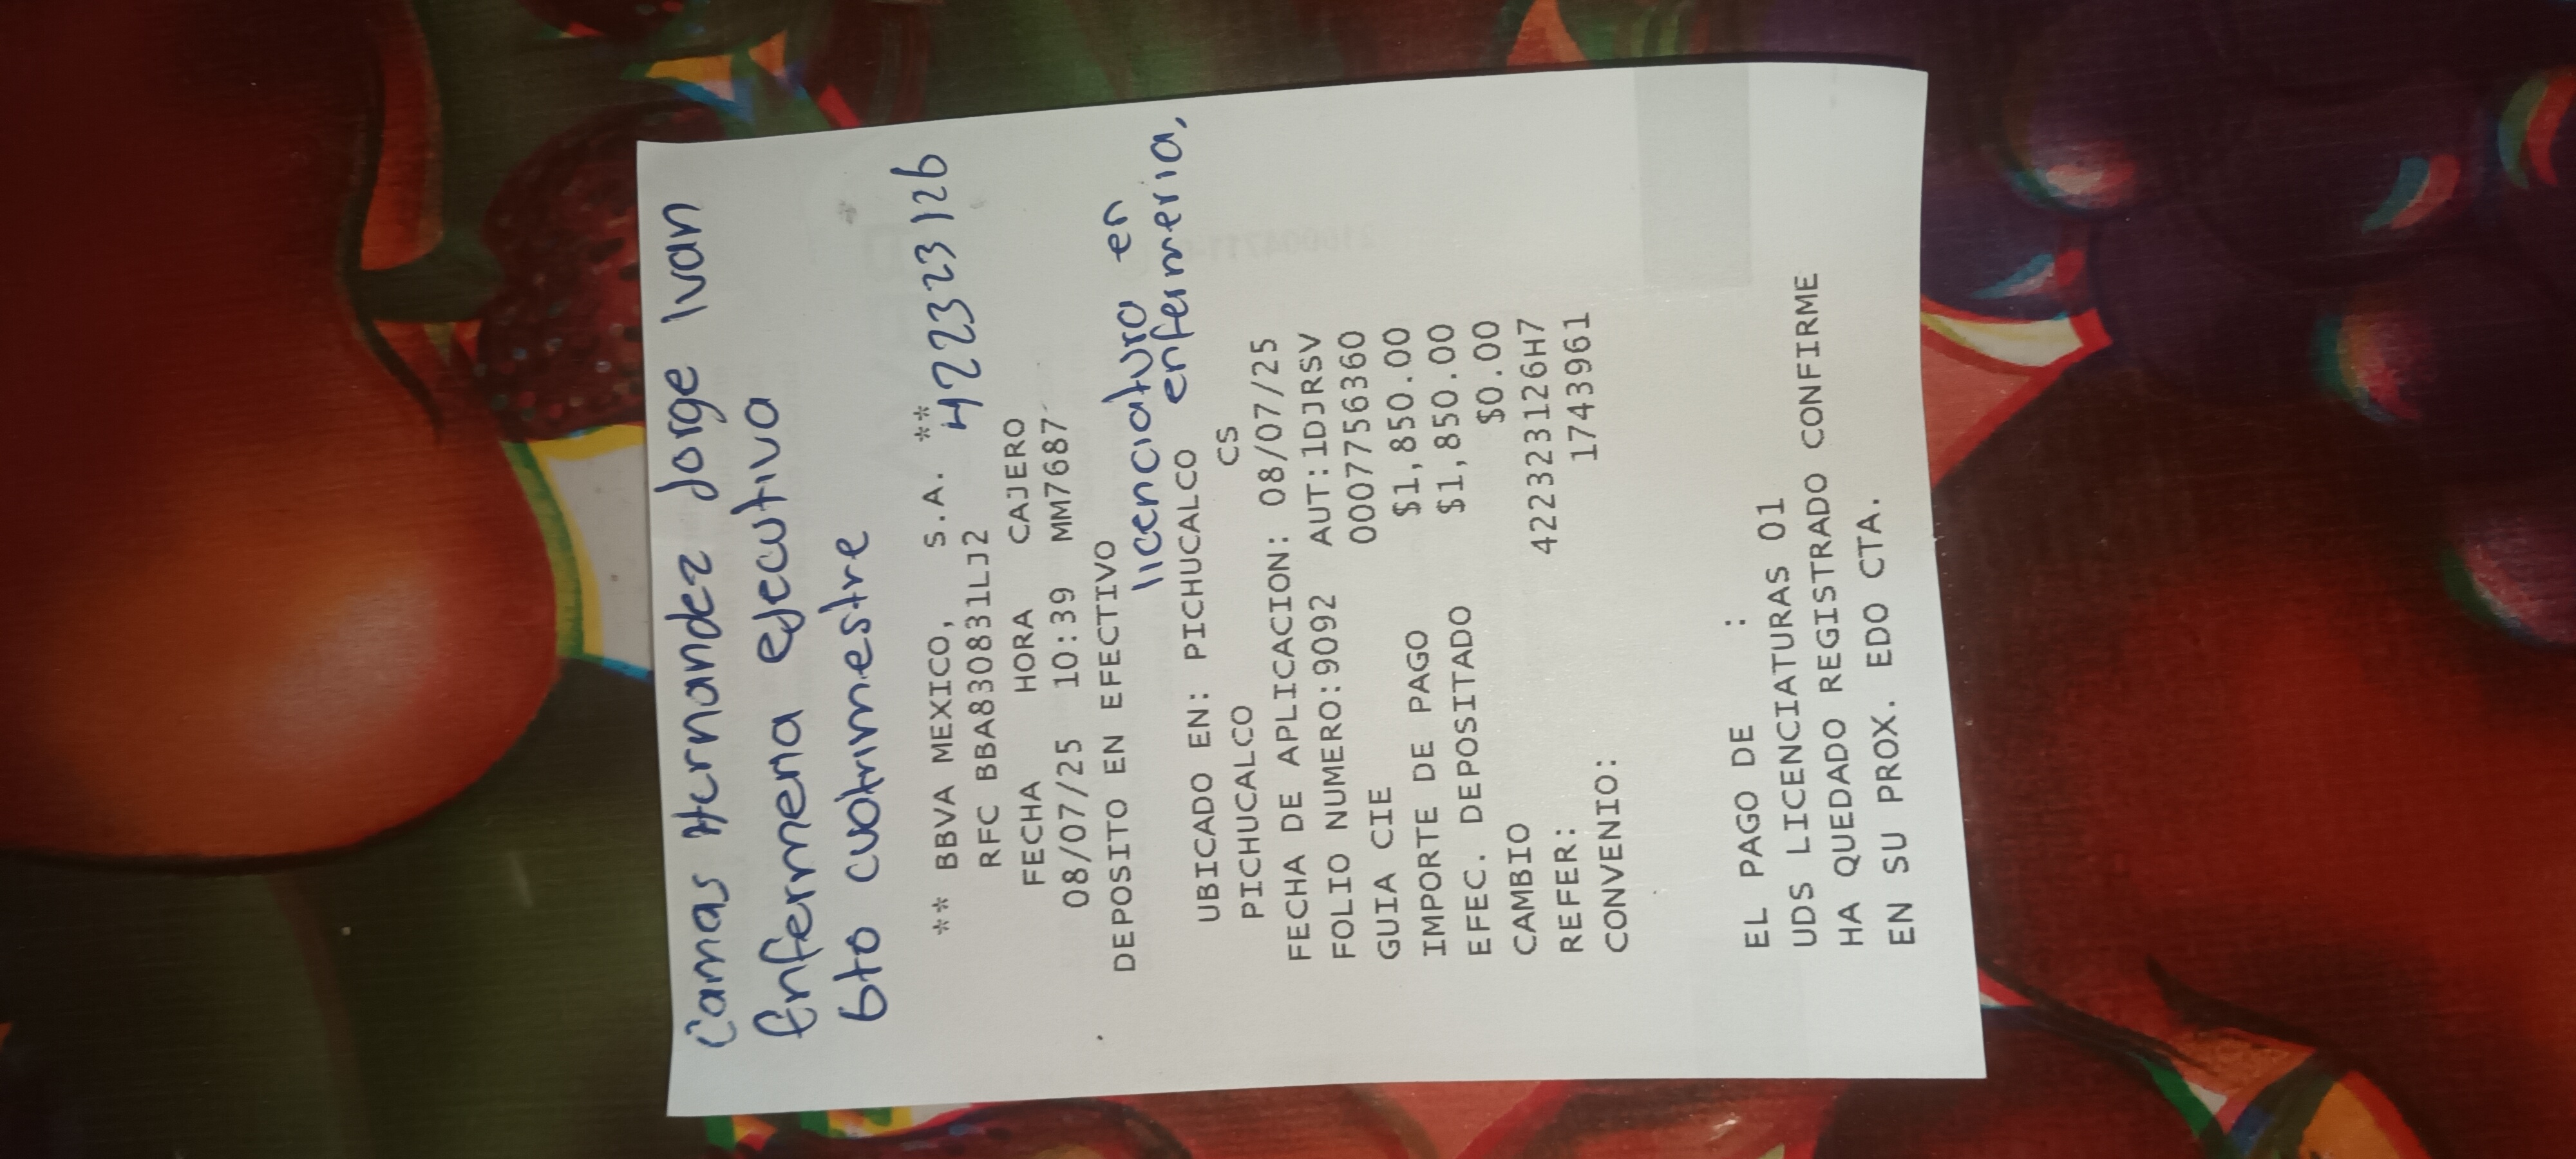 Camas Hernandez Jorge Ivan
Enfermeria ejecutiva
6to cuatrimestre
** BBVA MEXICO, S.A. **
422323126
RFC BBA830831LJ2
FECHA HORA CAJERO
08/07/25 10:39 MM7687
DEPOSITO EN EFECTIVO
licenciatura en
enfermeria,
UBICADO EN: PICHUCALCO
PICHUCALCO CS
FECHA DE APLICACION: 08/07/25
FOLIO NUMERO:9092 AUT:1DJRSV
GUIA CIE 0007756360
IMPORTE DE PAGO $1,850.00
EFEC. DEPOSITADO $1,850.00
CAMBIO $0.00
REFER: 422323126H7
CONVENIO: 1743961
EL PAGO DE :
UDS LICENCIATURAS 01
HA QUEDADO REGISTRADO CONFIRME
EN SU PROX. EDO CTA.